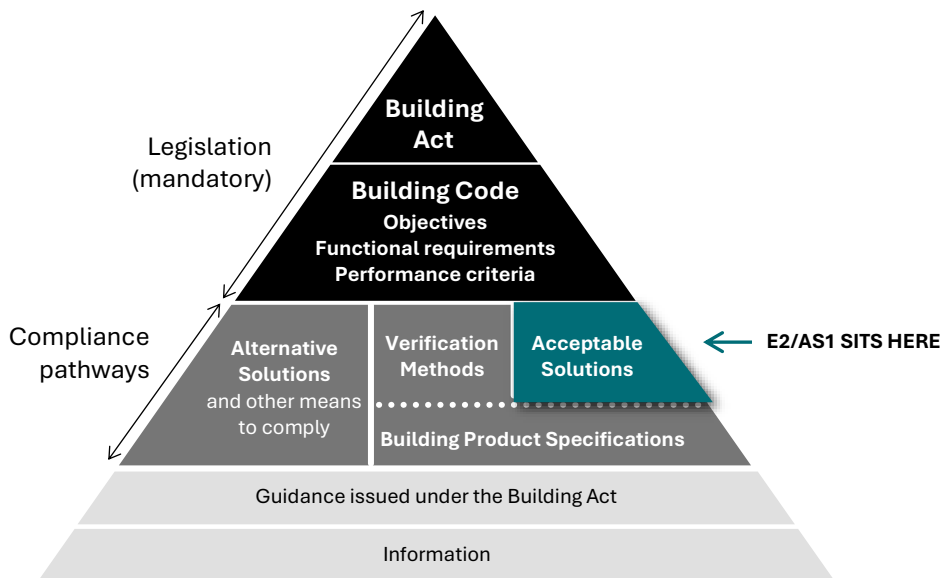 Building
Act
Legislation
(mandatory)
Building Code
Objectives
Functional requirements
Performance criteria
Compliance
pathways
Alternative
Solutions
and other means
to comply
Verification
Methods
Acceptable
Solutions
E2/AS1 SITS HERE
Building Product Specifications
Guidance issued under the Building Act
Information